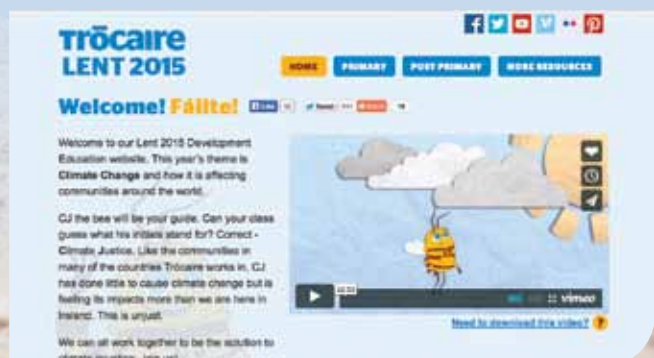 Trócaire
LENT 2015
HOME
PRIMARY
POST PRIMARY
MORE RESOURCES
Welcome! Fáilte!
Welcome to our Lent 2015 Development
Education website. This year's theme is
Climate Change and how it is affecting
communities around the world.
CJ the bee will be your guide. Can your class
guess what his initials stand for? Correct -
Climate Justice. Like the communities in
many of the countries Trócaire works in, CJ
has done little to cause climate change but is
feeling its impacts more than we are here in
Ireland. This is unjust.
We can all work together to be the solution to
vimeo
Need to download this video? ?